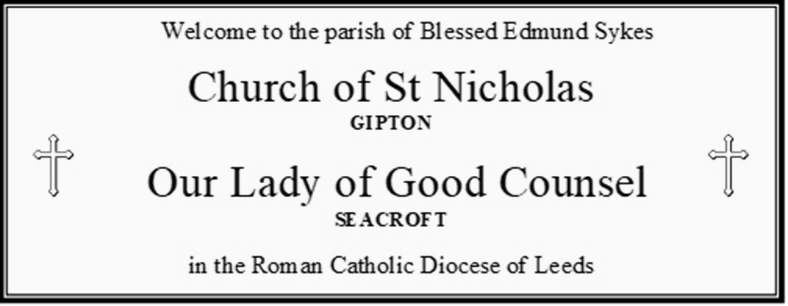 Welcome to the parish of Blessed Edmund Sykes
Church of St Nicholas
GIPTON
Our Lady of Good Counsel
SEACROFT
in the Roman Catholic Diocese of Leeds